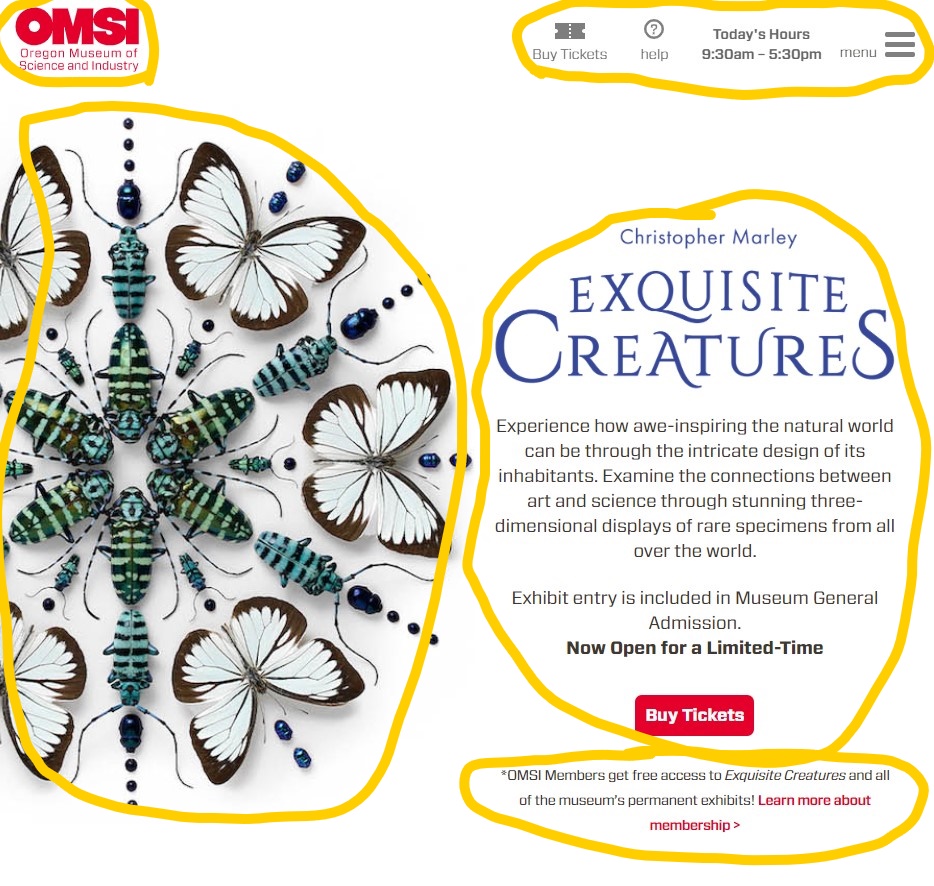 OMSI
Oregon Museum of
Science and Industry
Buy Tickets
help
Today's Hours
9:30am – 5:30pm
menu
Christopher Marley
EXQUISITE
CREATURES
Experience how awe-inspiring the natural world
can be through the intricate design of its
inhabitants. Examine the connections between
art and science through stunning three-
dimensional displays of rare specimens from all
over the world.
Exhibit entry is included in Museum General
Admission.
Now Open for a Limited-Time
Buy Tickets
*OMSI Members get free access to Exquisite Creatures and all
of the museum's permanent exhibits! Learn more about
membership >